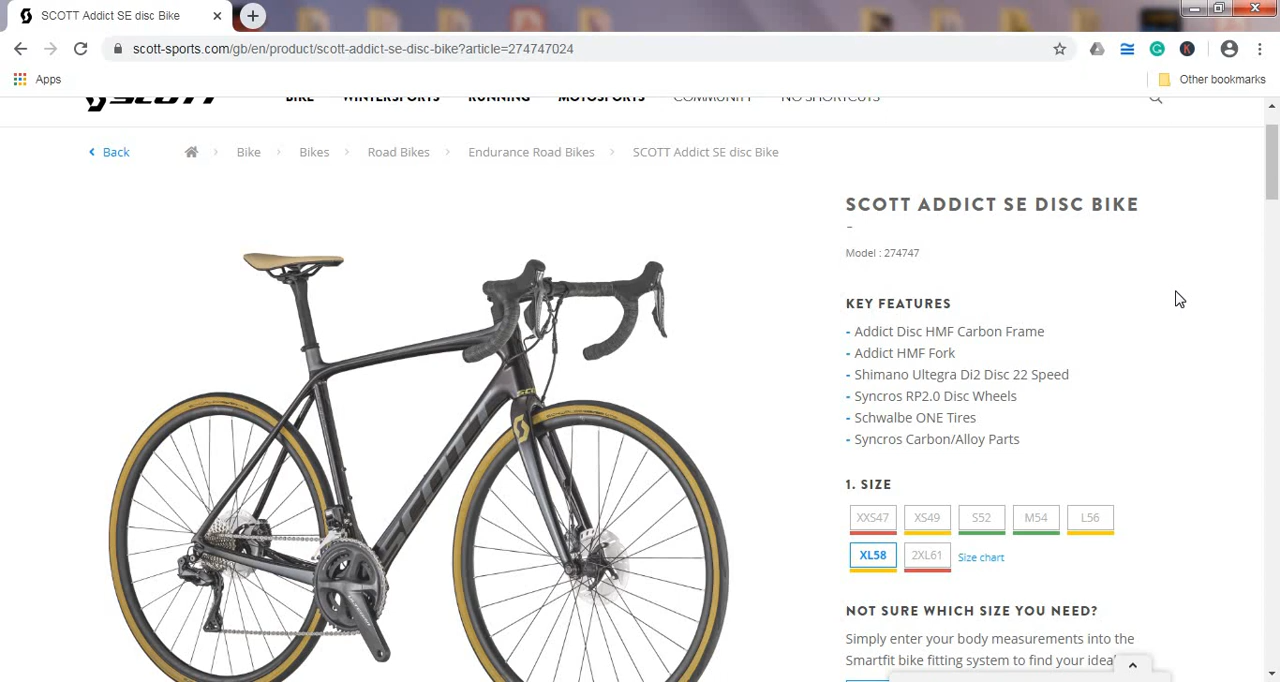 SCOTT Addict SE disc Bike
scott-sports.com/gb/en/product/scott-addict-se-disc-bike?article=274747024
Apps
Other bookmarks
SCOTT BIKE WINTERSPORTS RUNNING MOTOSPORTS COMMUNITY NO SHORTCUTS
Back Bike Bikes Road Bikes Endurance Road Bikes SCOTT Addict SE disc Bike
SCOTT ADDICT SE DISC BIKE
-
Model : 274747
KEY FEATURES
- Addict Disc HMF Carbon Frame
- Addict HMF Fork
- Shimano Ultegra Di2 Disc 22 Speed
- Syncros RP2.0 Disc Wheels
- Schwalbe ONE Tires
- Syncros Carbon/Alloy Parts
1. SIZE
XXS47 XS49 S52 M54 L56
XL58 2XL61 Size chart
NOT SURE WHICH SIZE YOU NEED?
Simply enter your body measurements into the
Smartfit bike fitting system to find your ideal
SCOTT